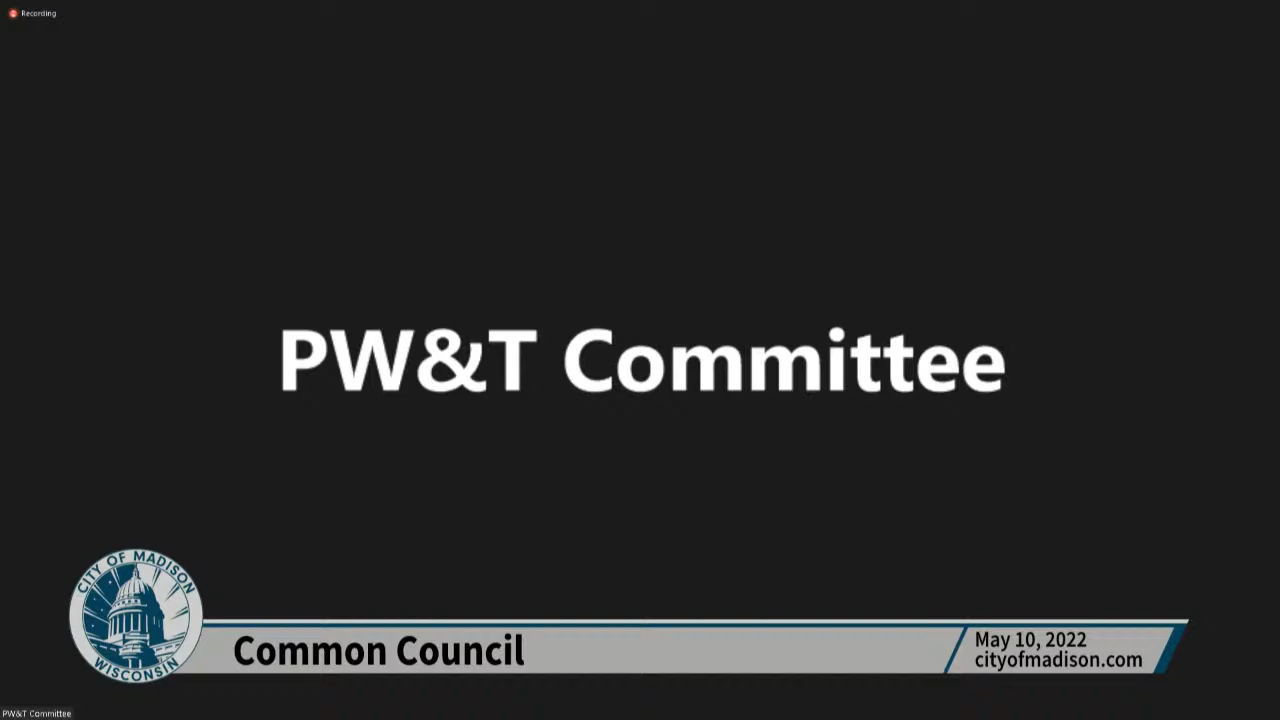 Recording
PW&T Committee
CITY OF MADISON
WISCONSIN
Common Council
May 10, 2022
cityofmadison.com
PW&T Committee